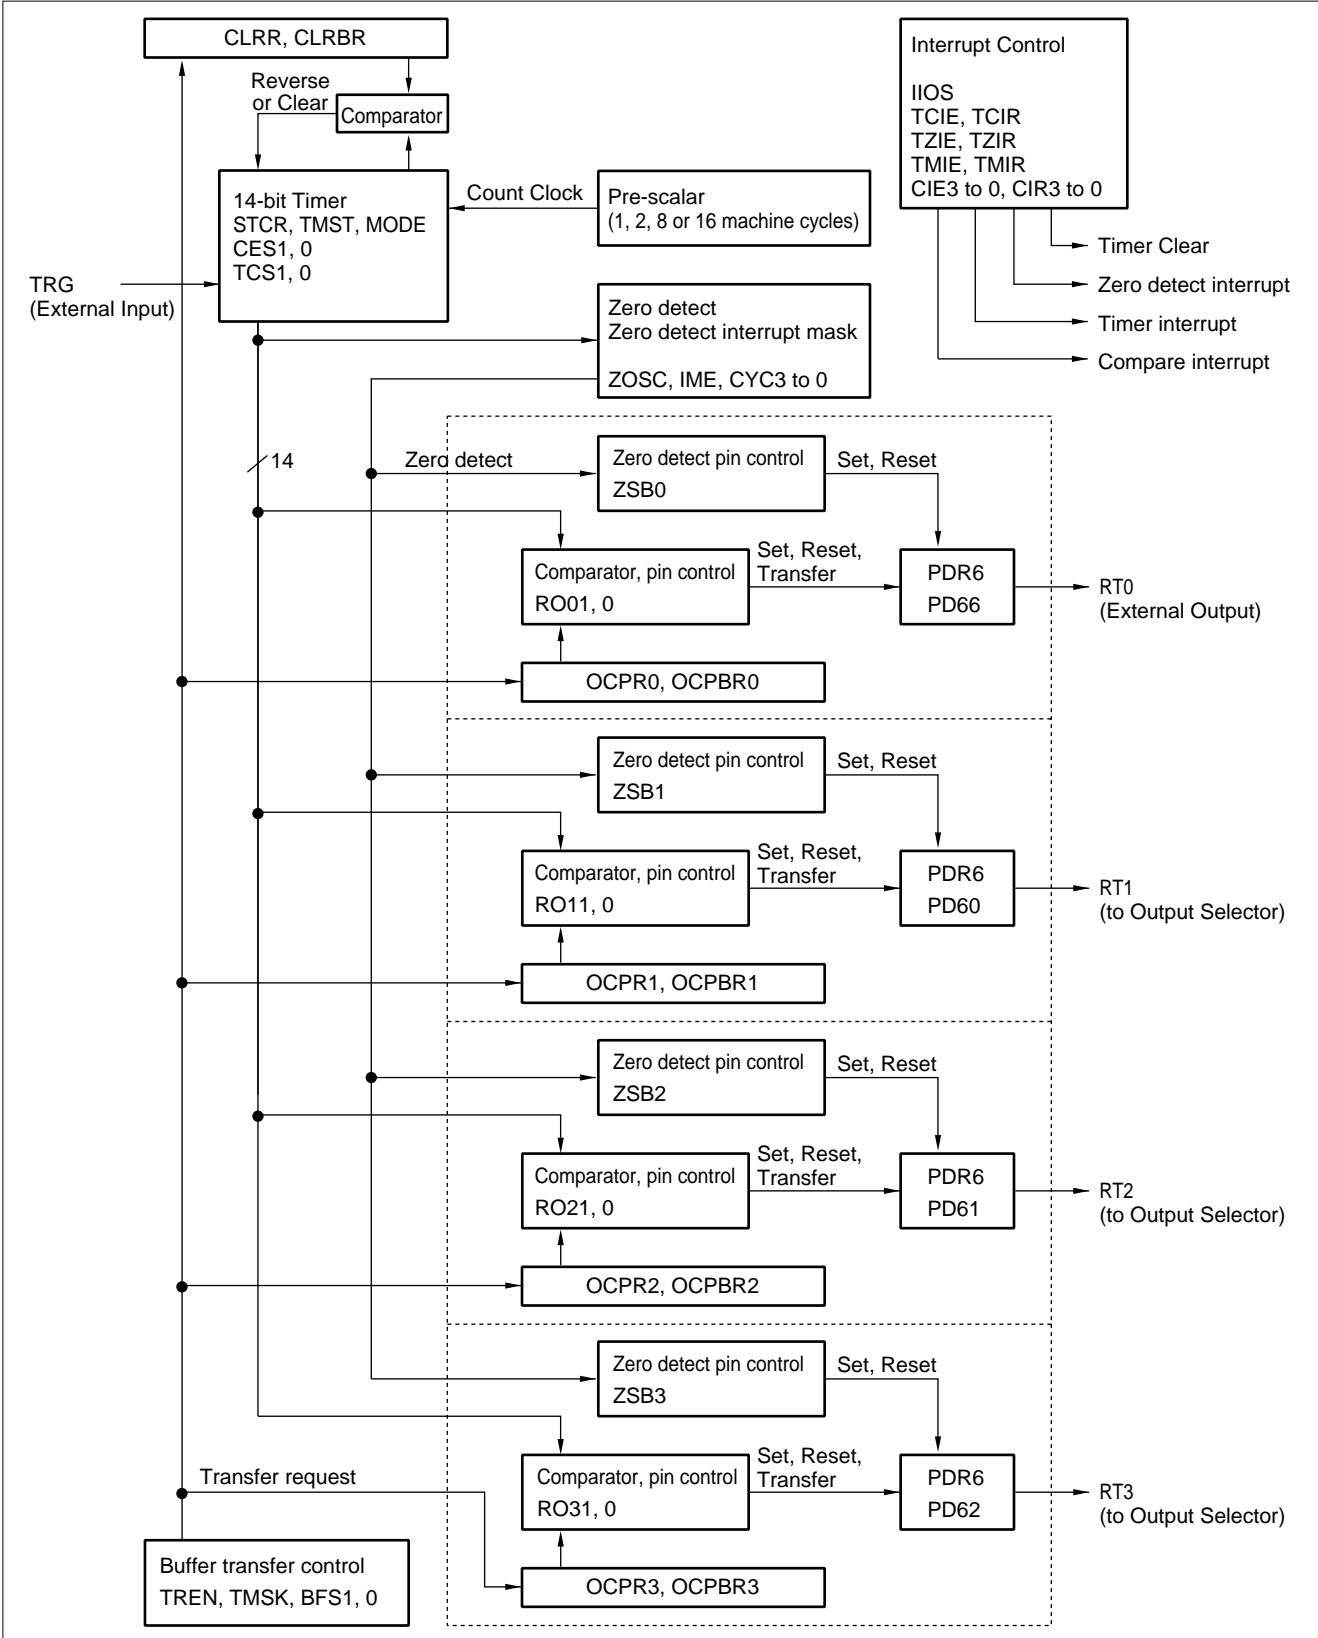 CLRR, CLRBR
Reverse
or Clear
Comparator
14-bit Timer
STCR, TMST, MODE
CES1, 0
TCS1, 0
TRG
(External Input)
Count Clock
Pre-scalar
(1, 2, 8 or 16 machine cycles)
Interrupt Control
IIOS
TCIE, TCIR
TZIE, TZIR
TMIE, TMIR
CIE3 to 0, CIR3 to 0
Timer Clear
Zero detect interrupt
Timer interrupt
Compare interrupt
Zero detect
Zero detect interrupt mask
ZOSC, IME, CYC3 to 0
14
Zero detect
Zero detect pin control
ZSB0
Set, Reset
Comparator, pin control
RO01, 0
Set, Reset,
Transfer
PDR6
PD66
RT0
(External Output)
OCPR0, OCPBR0
Zero detect pin control
ZSB1
Set, Reset
Comparator, pin control
RO11, 0
Set, Reset,
Transfer
PDR6
PD60
RT1
(to Output Selector)
OCPR1, OCPBR1
Zero detect pin control
ZSB2
Set, Reset
Comparator, pin control
RO21, 0
Set, Reset,
Transfer
PDR6
PD61
RT2
(to Output Selector)
OCPR2, OCPBR2
Zero detect pin control
ZSB3
Set, Reset
Comparator, pin control
RO31, 0
Set, Reset,
Transfer
PDR6
PD62
RT3
(to Output Selector)
Transfer request
OCPR3, OCPBR3
Buffer transfer control
TREN, TMSK, BFS1, 0